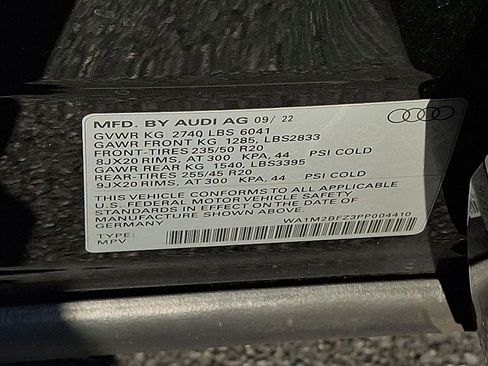 MFD. BY AUDI AG 09/ 22
GVWR KG 2740 LBS 6041
GAWR FRONT KG 1285, LBS2833
FRONT-TIRES 235/50 R20
8JX20 RIMS, AT 300 KPA, 44 PSI COLD
GAWR REAR KG 1540, LBS3395
REAR-TIRES 255/45 R20
9JX20 RIMS, AT 300 KPA, 44 PSI COLD
THIS VEHICLE CONFORMS TO ALL APPLICABLE
U.S. FEDERAL MOTOR VEHICLE SAFETY
STANDARDS IN EFFECT ON THE DATE OF
MANUFACTURE SHOWN ABOVE.
GERMANY
WA1M2BFZ3PP004410
TYPE:
MPV